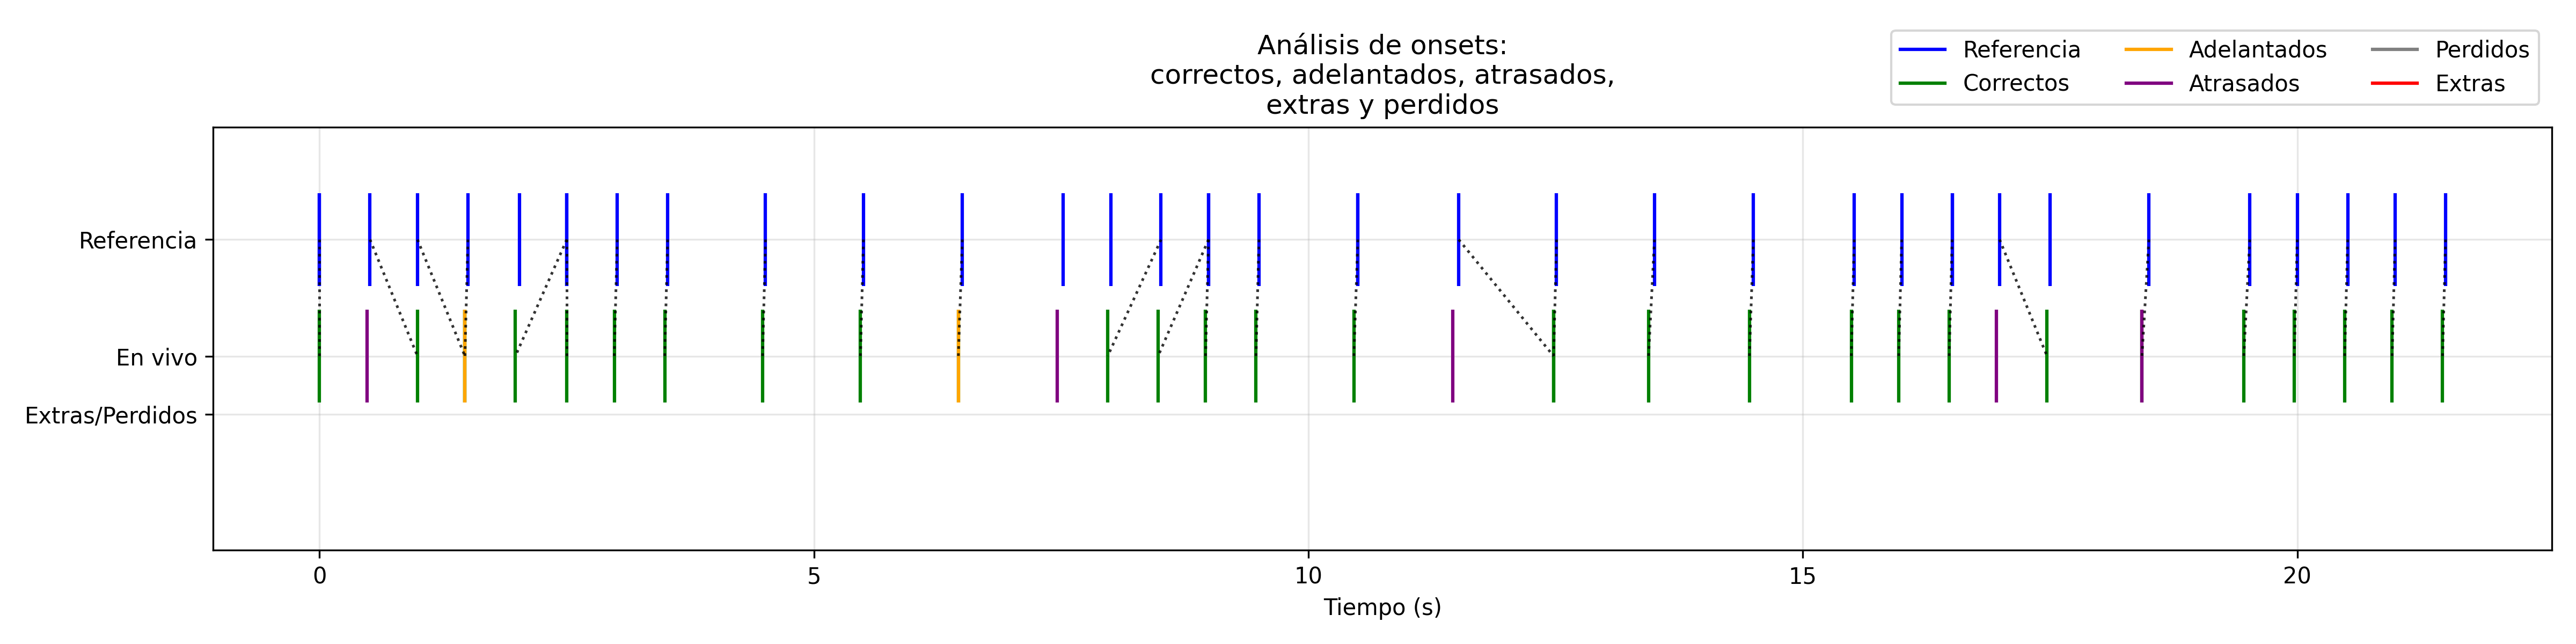 Análisis de onsets:
correctos, adelantados, atrasados,
extras y perdidos
Referencia
Correctos
Adelantados
Atrasados
Perdidos
Extras
Referencia
En vivo
Extras/Perdidos
0
5
10
15
20
Tiempo (s)